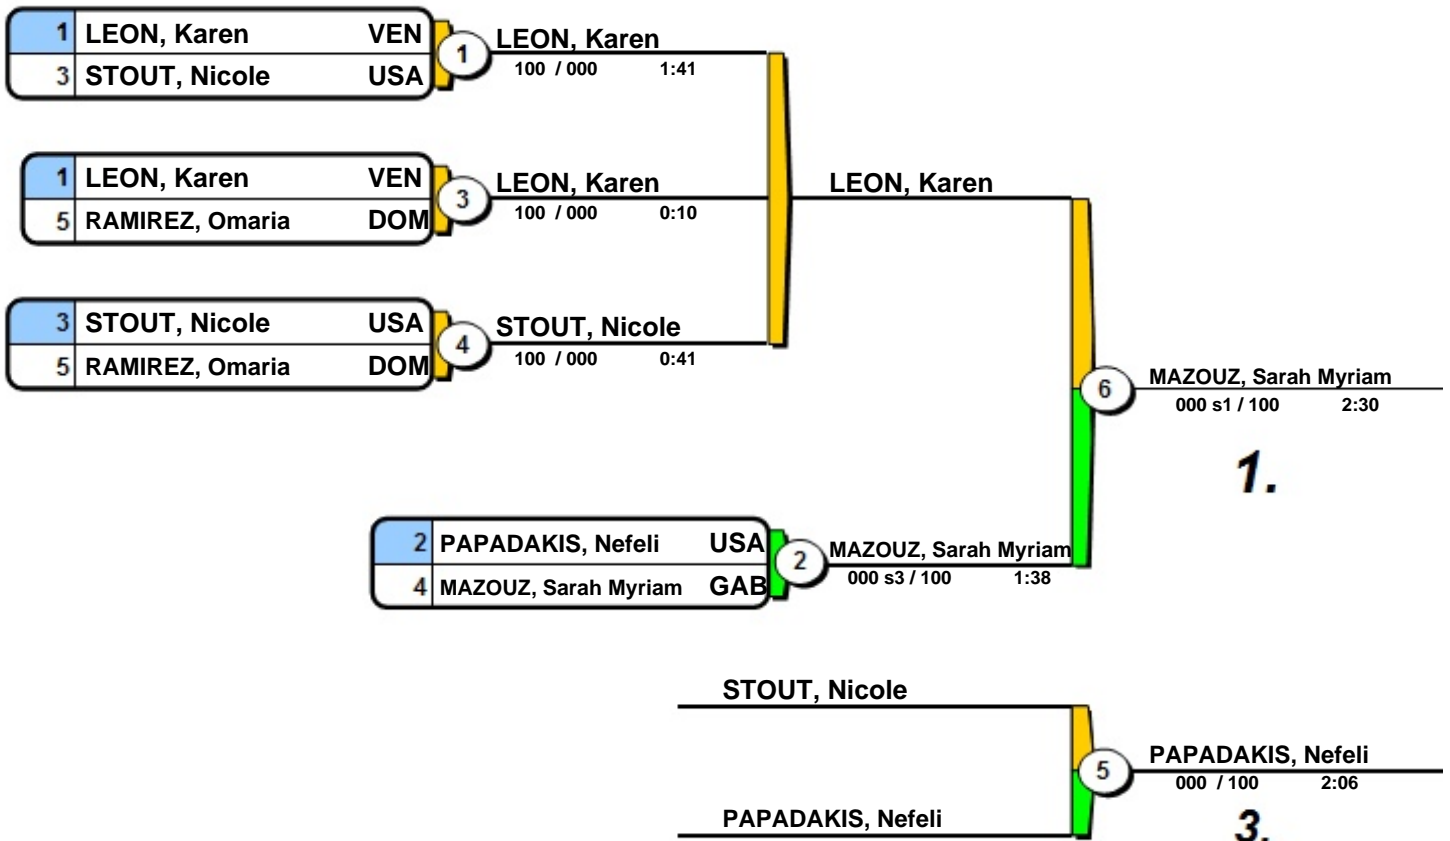 1 LEON, Karen VEN
3 STOUT, Nicole USA
1 LEON, Karen
100 / 000 1:41
1 LEON, Karen VEN
5 RAMIREZ, Omaria DOM
3 LEON, Karen
100 / 000 0:10
LEON, Karen
3 STOUT, Nicole USA
5 RAMIREZ, Omaria DOM
4 STOUT, Nicole
100 / 000 0:41
6 MAZOUZ, Sarah Myriam
000 s1 / 100 2:30
1.
2 PAPADAKIS, Nefeli USA
4 MAZOUZ, Sarah Myriam GAB
2 MAZOUZ, Sarah Myriam
000 s3 / 100 1:38
STOUT, Nicole
5 PAPADAKIS, Nefeli
000 / 100 2:06
PAPADAKIS, Nefeli
3.